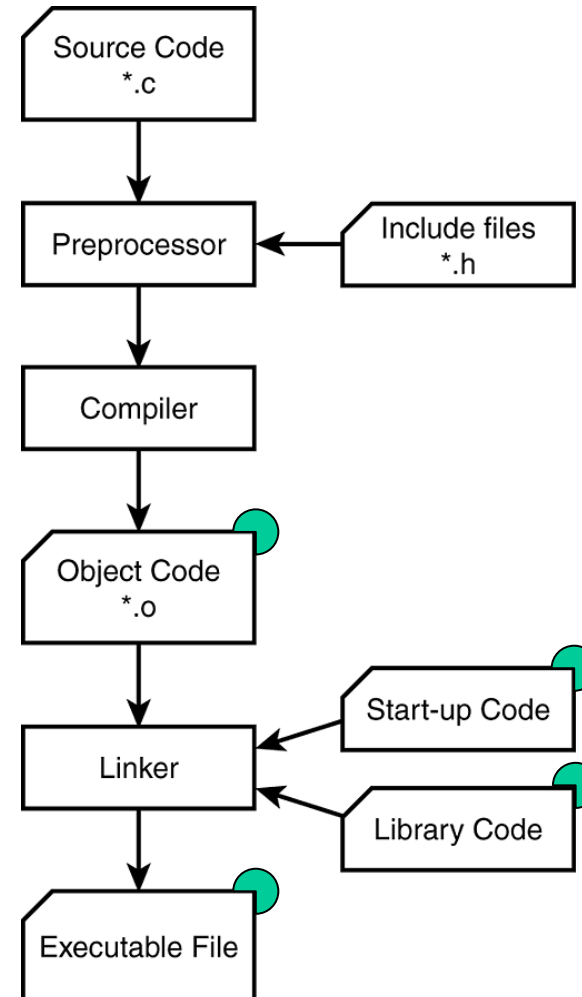 Source Code
*.c
Preprocessor
Include files
*.h
Compiler
Object Code
*.o
Start-up Code
Linker
Library Code
Executable File